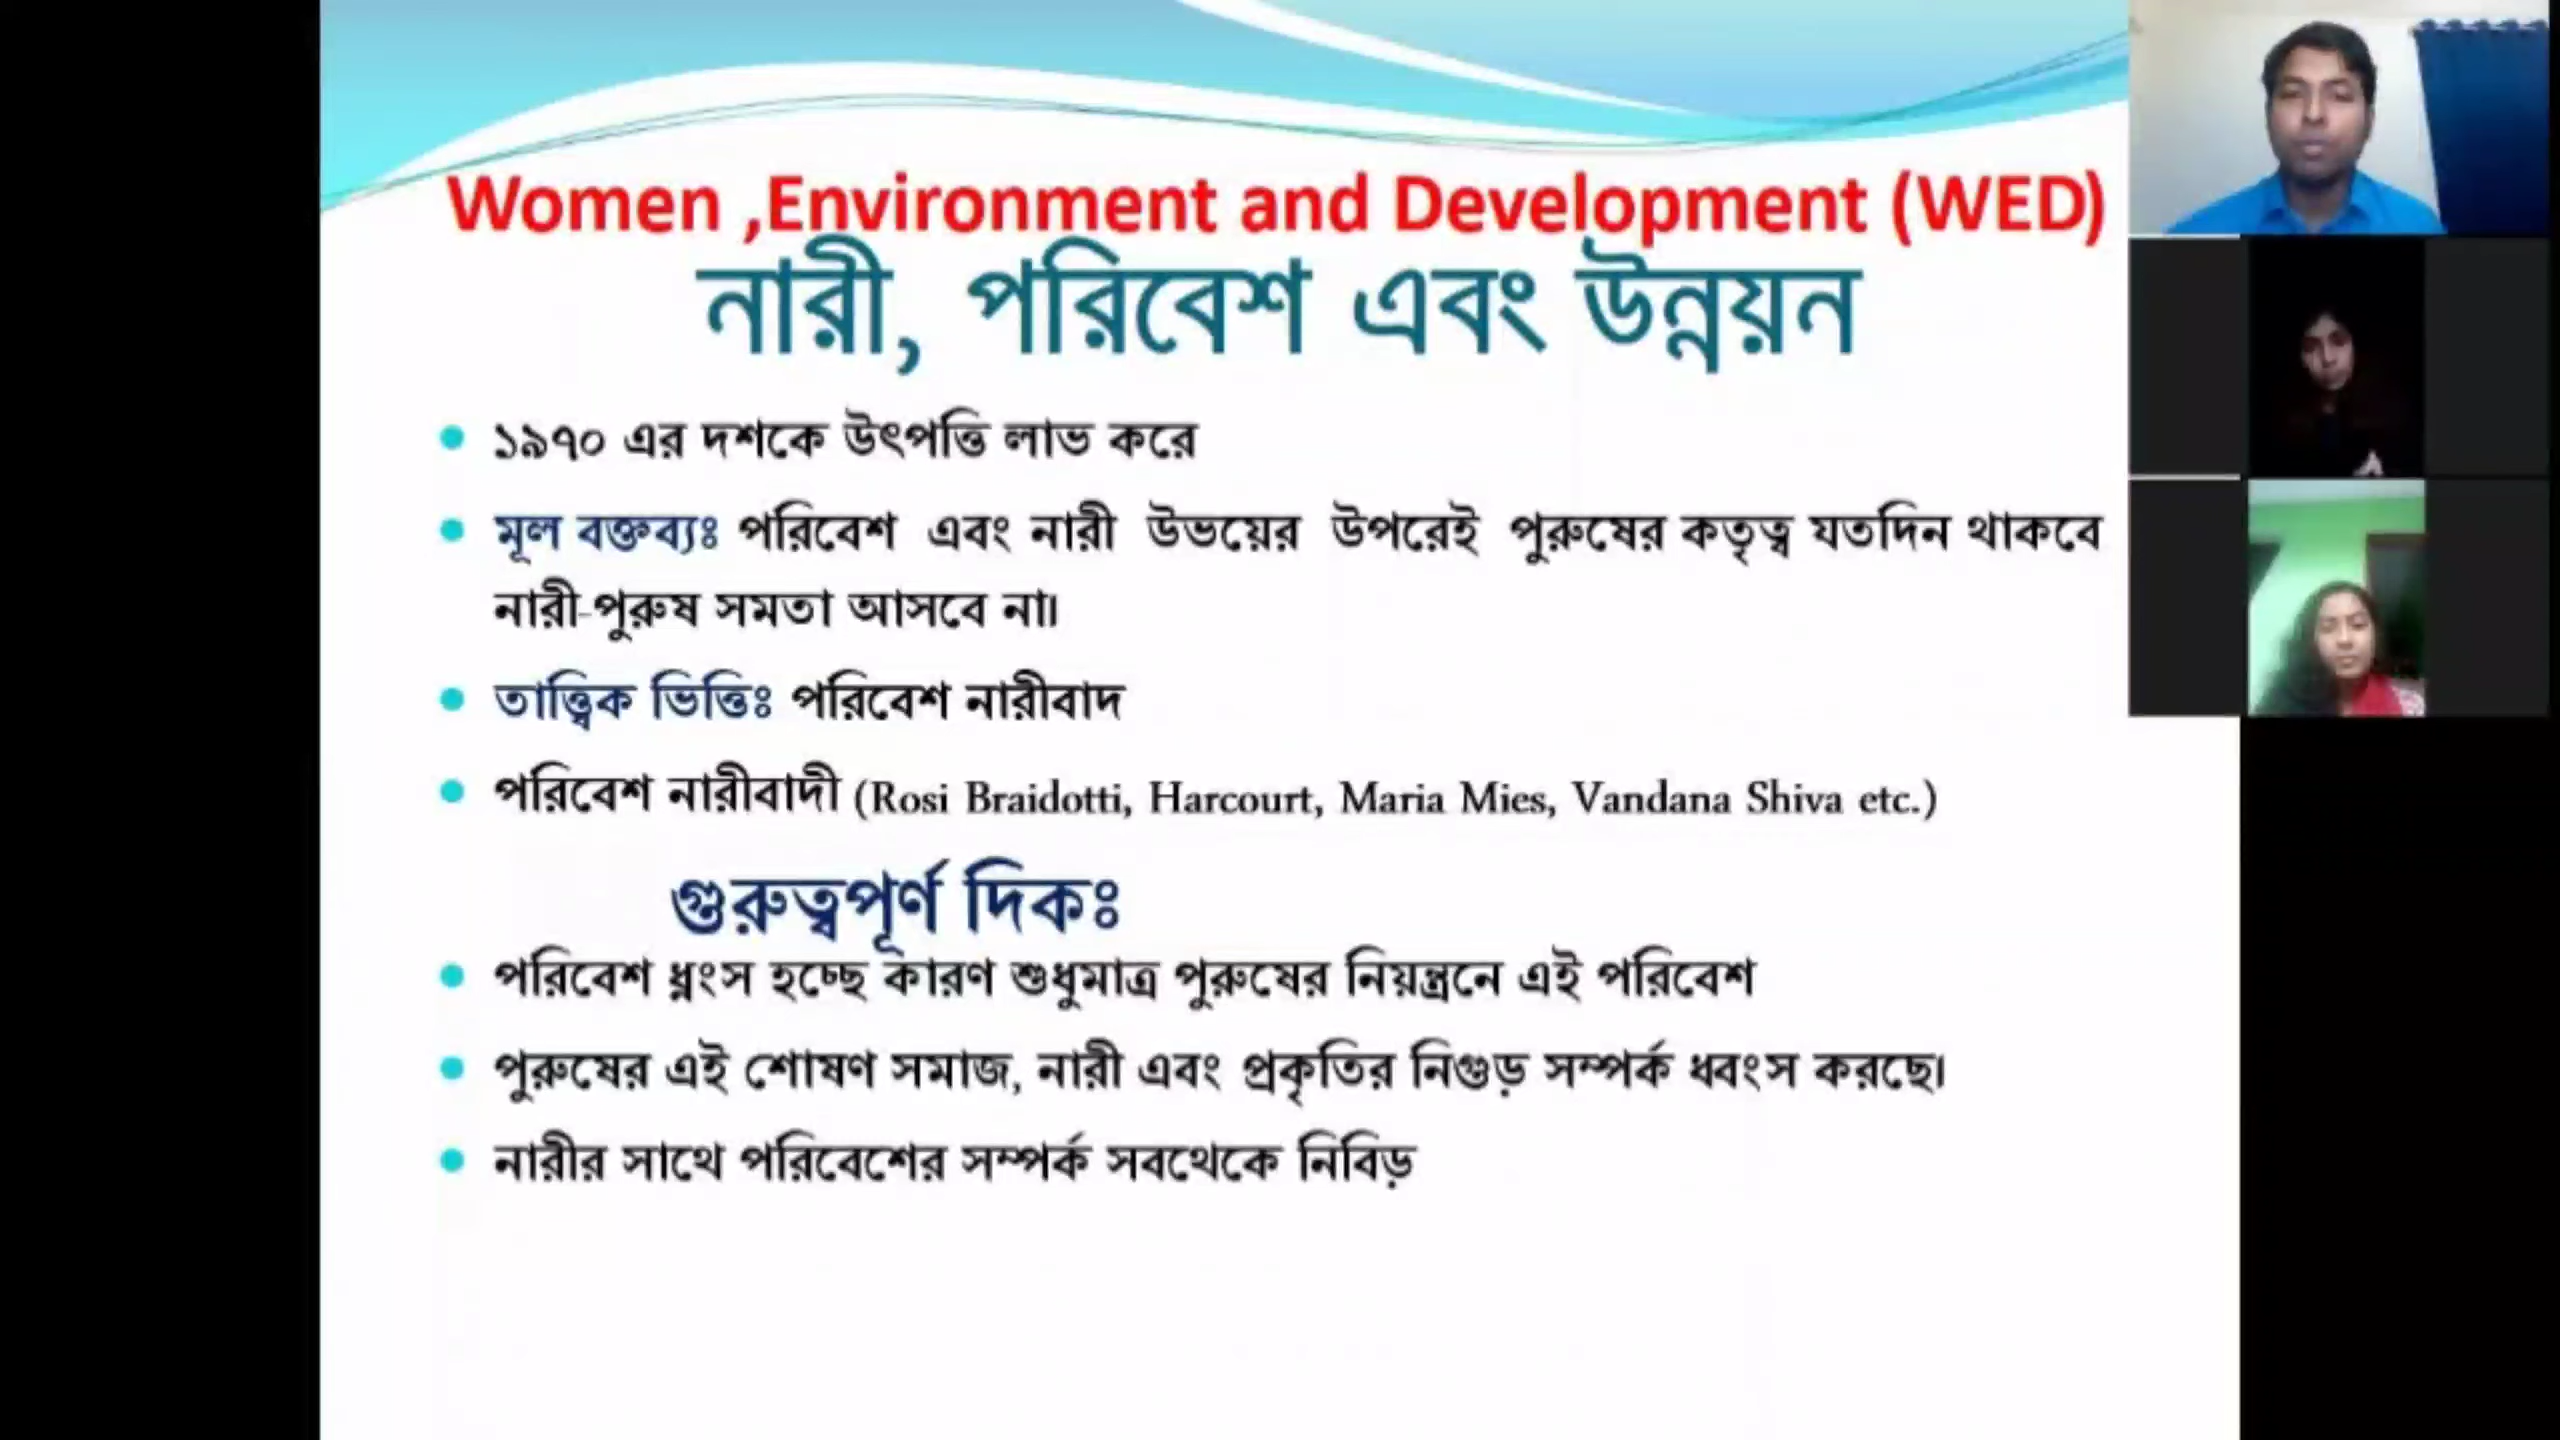 Women ,Environment and Development (WED)
নারী, পরিবেশ এবং উন্নয়ন
১৯৭০ এর দশকে উৎপত্তি লাভ করে
মূল বক্তব্যঃ পরিবেশ এবং নারী উভয়ের উপরেই পুরুষের কতৃত্ব যতদিন থাকবে
নারী-পুরুষ সমতা আসবে না।
তাত্ত্বিক ভিত্তিঃ পরিবেশ নারীবাদ
পরিবেশ নারীবাদী (Rosi Braidotti, Harcourt, Maria Mies, Vandana Shiva etc.)
গুরুত্বপূর্ণ দিকঃ
পরিবেশ ধ্বংস হচ্ছে কারণ শুধুমাত্র পুরুষের নিয়ন্ত্রনে এই পরিবেশ
পুরুষের এই শোষণ সমাজ, নারী এবং প্রকৃতির নিগুড় সম্পর্ক ধ্বংস করছে।
নারীর সাথে পরিবেশের সম্পর্ক সবথেকে নিবিড়